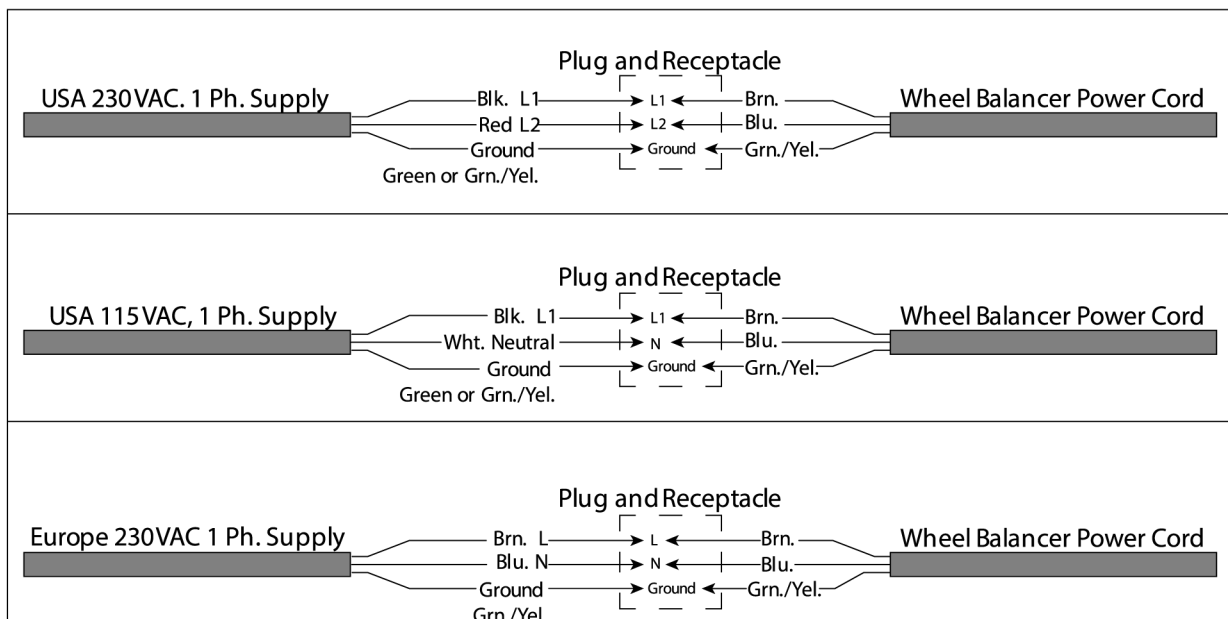 Plug and Receptacle
USA 230VAC. 1 Ph. Supply
Blk. L1
L1
Brn.
Wheel Balancer Power Cord
Red L2
L2
Blu.
Ground
Ground
Grn./Yel.
Green or Grn./Yel.
Plug and Receptacle
USA 115VAC, 1 Ph. Supply
Blk. L1
L1
Brn.
Wheel Balancer Power Cord
Wht. Neutral
N
Blu.
Ground
Ground
Grn./Yel.
Green or Grn./Yel.
Plug and Receptacle
Europe 230VAC 1 Ph. Supply
Brn. L
L
Brn.
Wheel Balancer Power Cord
Blu. N
N
Blu.
Ground
Ground
Grn./Yel.
Grn./Yel.